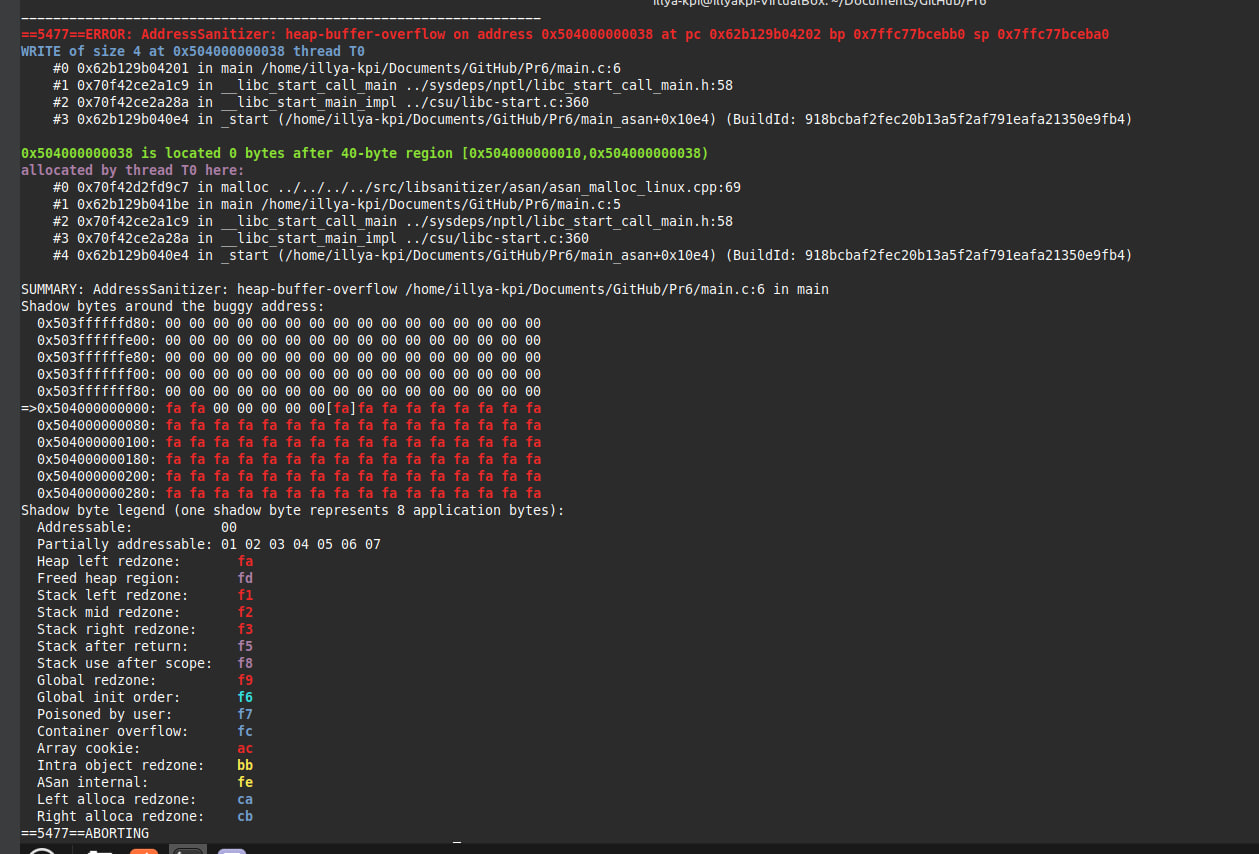 illya-kpi@illyakpi-VirtualBox: ~/Documents/GitHub/Pr6
=================================================================
==5477==ERROR: AddressSanitizer: heap-buffer-overflow on address 0x504000000038 at pc 0x62b129b04202 bp 0x7ffc77bcebb0 sp 0x7ffc77bceba0
WRITE of size 4 at 0x504000000038 thread T0
    #0 0x62b129b04201 in main /home/illya-kpi/Documents/GitHub/Pr6/main.c:6
    #1 0x70f42ce2a1c9 in __libc_start_call_main ../sysdeps/nptl/libc_start_call_main.h:58
    #2 0x70f42ce2a28a in __libc_start_main_impl ../csu/libc-start.c:360
    #3 0x62b129b040e4 in _start (/home/illya-kpi/Documents/GitHub/Pr6/main_asan+0x10e4) (BuildId: 918bcbaf2fec20b13a5f2af791eafa21350e9fb4)
0x504000000038 is located 0 bytes after 40-byte region [0x504000000010,0x504000000038)
allocated by thread T0 here:
    #0 0x70f42d2fd9c7 in malloc ../../../../src/libsanitizer/asan/asan_malloc_linux.cpp:69
    #1 0x62b129b041be in main /home/illya-kpi/Documents/GitHub/Pr6/main.c:5
    #2 0x70f42ce2a1c9 in __libc_start_call_main ../sysdeps/nptl/libc_start_call_main.h:58
    #3 0x70f42ce2a28a in __libc_start_main_impl ../csu/libc-start.c:360
    #4 0x62b129b040e4 in _start (/home/illya-kpi/Documents/GitHub/Pr6/main_asan+0x10e4) (BuildId: 918bcbaf2fec20b13a5f2af791eafa21350e9fb4)
SUMMARY: AddressSanitizer: heap-buffer-overflow /home/illya-kpi/Documents/GitHub/Pr6/main.c:6 in main
Shadow bytes around the buggy address:
  0x503ffffffd80: 00 00 00 00 00 00 00 00 00 00 00 00 00 00 00 00
  0x503ffffffe00: 00 00 00 00 00 00 00 00 00 00 00 00 00 00 00 00
  0x503ffffffe80: 00 00 00 00 00 00 00 00 00 00 00 00 00 00 00 00
  0x503fffffff00: 00 00 00 00 00 00 00 00 00 00 00 00 00 00 00 00
  0x503fffffff80: 00 00 00 00 00 00 00 00 00 00 00 00 00 00 00 00
=>0x504000000000: fa fa 00 00 00 00 00[fa]fa fa fa fa fa fa fa fa
  0x504000000080: fa fa fa fa fa fa fa fa fa fa fa fa fa fa fa fa
  0x504000000100: fa fa fa fa fa fa fa fa fa fa fa fa fa fa fa fa
  0x504000000180: fa fa fa fa fa fa fa fa fa fa fa fa fa fa fa fa
  0x504000000200: fa fa fa fa fa fa fa fa fa fa fa fa fa fa fa fa
  0x504000000280: fa fa fa fa fa fa fa fa fa fa fa fa fa fa fa fa
Shadow byte legend (one shadow byte represents 8 application bytes):
  Addressable:           00
  Partially addressable: 01 02 03 04 05 06 07
  Heap left redzone:       fa
  Freed heap region:       fd
  Stack left redzone:      f1
  Stack mid redzone:       f2
  Stack right redzone:     f3
  Stack after return:      f5
  Stack use after scope:   f8
  Global redzone:          f9
  Global init order:       f6
  Poisoned by user:        f7
  Container overflow:      fc
  Array cookie:            ac
  Intra object redzone:    bb
  ASan internal:           fe
  Left alloca redzone:     ca
  Right alloca redzone:    cb
==5477==ABORTING